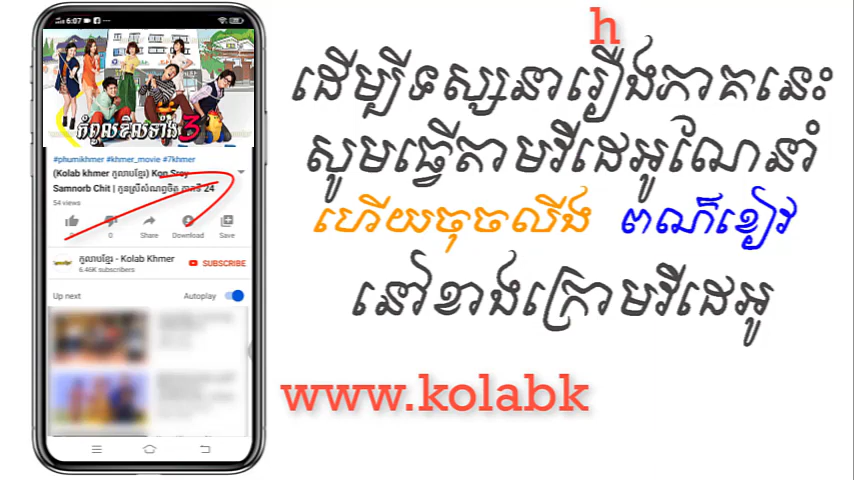 6:07
កំពូលឌិលទាំង3
#phumikhmer #khmer_movie #7khmer
(Kolab khmer កូលាបខ្មែរ) Kon Srey
Samnorb Chit | កូនស្រីសំណព្វចិត្ត ភាគទី 24
54 views
0
Share
Download
Save
កូលាបខ្មែរ - Kolab Khmer
6.46K subscribers
SUBSCRIBE
Up next
Autoplay
h
ដើម្បីទស្សនារឿងភាគនេះ
សូមធ្វើតាមវីដេអូណែនាំ
ហើយចុចលើង ពណ៌ខៀវ
នៅខាងក្រោមវីដេអូ
www.kolabk